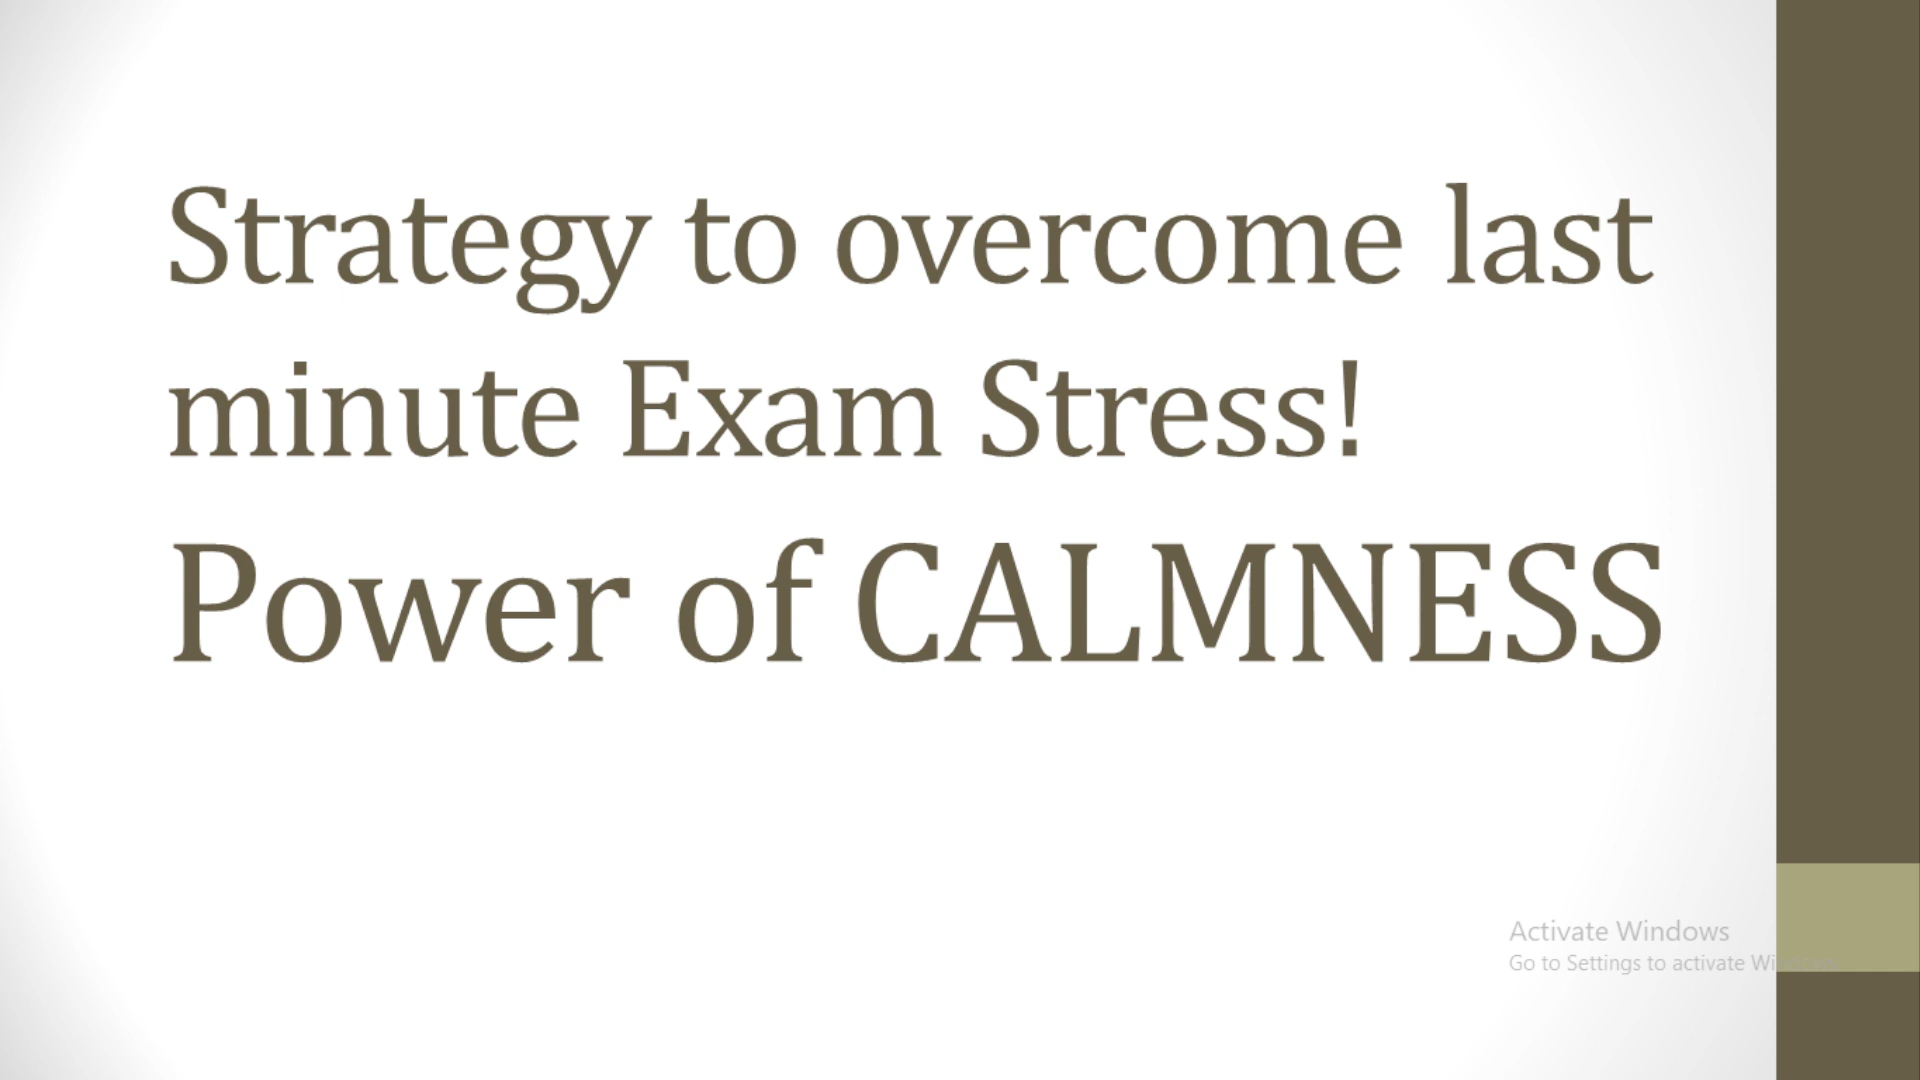 Strategy to overcome last
minute Exam Stress!
Power of CALMNESS
Activate Windows
Go to Settings to activate